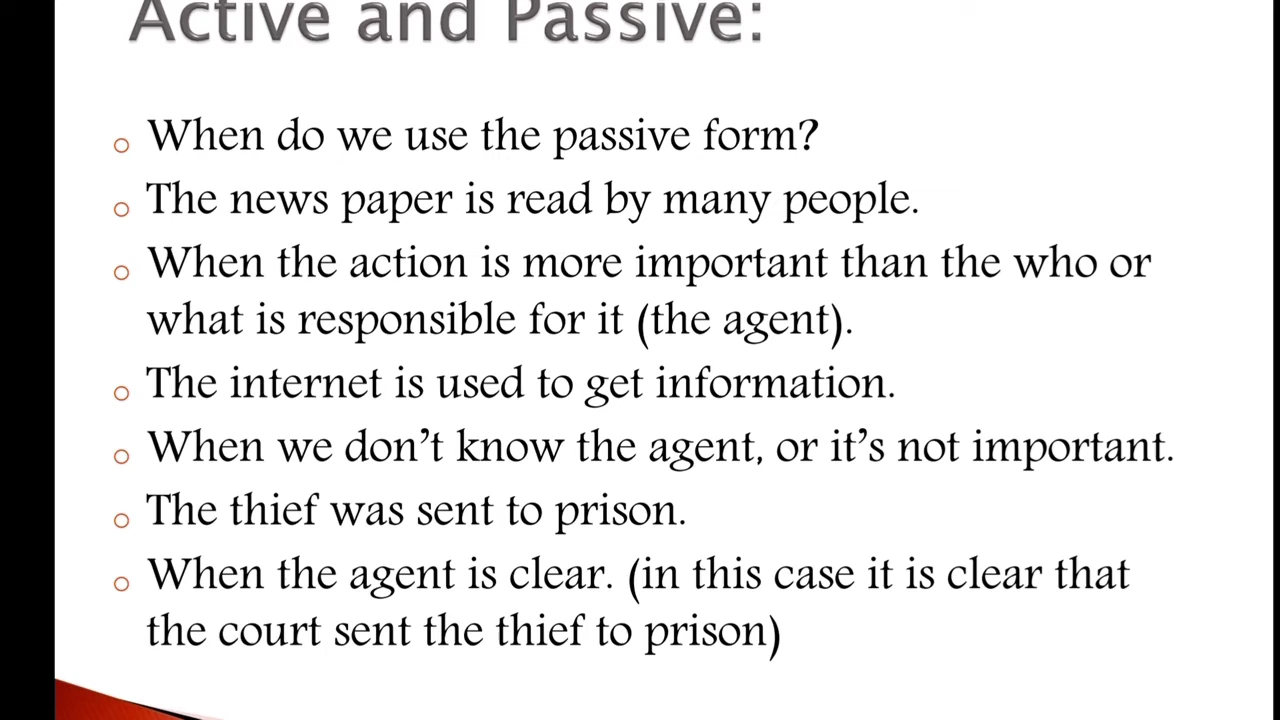 Active and Passive:
When do we use the passive form?
The news paper is read by many people.
When the action is more important than the who or
what is responsible for it (the agent).
The internet is used to get information.
When we don’t know the agent, or it’s not important.
The thief was sent to prison.
When the agent is clear. (in this case it is clear that
the court sent the thief to prison)